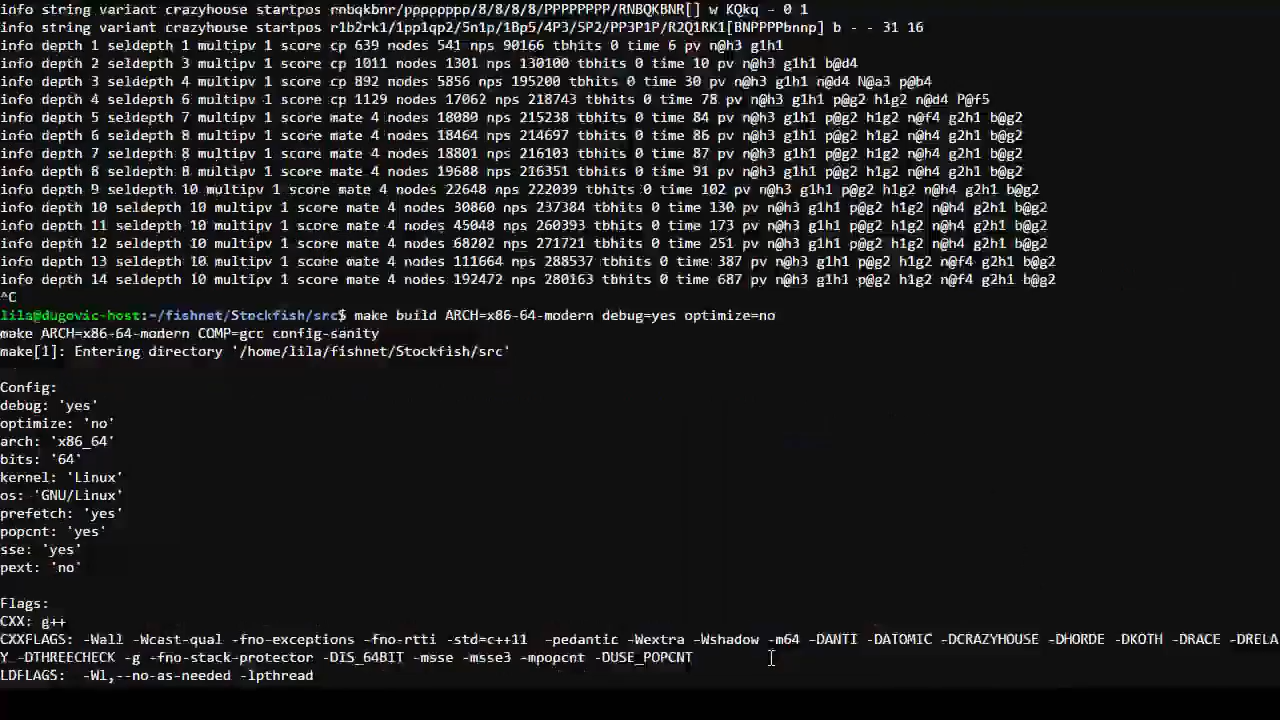 info string variant crazyhouse startpos rnbqkbnr/pppppppp/8/8/8/8/PPPPPPPP/RNBQKBNR[] w KQkq - 0 1
info string variant crazyhouse startpos r1b2rk1/1pp1qp2/5n1p/1Bp5/4P3/5P2/PP3P1P/R2Q1RK1[BNPPPPbnnp] b - - 31 16
info depth 1 seldepth 1 multipv 1 score cp 639 nodes 541 nps 90166 tbhits 0 time 6 pv n@h3 g1h1
info depth 2 seldepth 3 multipv 1 score cp 1011 nodes 1301 nps 130100 tbhits 0 time 10 pv n@h3 g1h1 b@d4
info depth 3 seldepth 4 multipv 1 score cp 892 nodes 5856 nps 195200 tbhits 0 time 30 pv n@h3 g1h1 n@d4 N@a3 p@b4
info depth 4 seldepth 6 multipv 1 score cp 1129 nodes 17062 nps 218743 tbhits 0 time 78 pv n@h3 g1h1 p@g2 h1g2 n@d4 P@f5
info depth 5 seldepth 7 multipv 1 score mate 4 nodes 18080 nps 215238 tbhits 0 time 84 pv n@h3 g1h1 p@g2 h1g2 n@f4 g2h1 b@g2
info depth 6 seldepth 8 multipv 1 score mate 4 nodes 18464 nps 214697 tbhits 0 time 86 pv n@h3 g1h1 p@g2 h1g2 n@h4 g2h1 b@g2
info depth 7 seldepth 8 multipv 1 score mate 4 nodes 18801 nps 216103 tbhits 0 time 87 pv n@h3 g1h1 p@g2 h1g2 n@h4 g2h1 b@g2
info depth 8 seldepth 8 multipv 1 score mate 4 nodes 19688 nps 216351 tbhits 0 time 91 pv n@h3 g1h1 p@g2 h1g2 n@h4 g2h1 b@g2
info depth 9 seldepth 10 multipv 1 score mate 4 nodes 22648 nps 222039 tbhits 0 time 102 pv n@h3 g1h1 p@g2 h1g2 n@h4 g2h1 b@g2
info depth 10 seldepth 10 multipv 1 score mate 4 nodes 30860 nps 237384 tbhits 0 time 130 pv n@h3 g1h1 p@g2 h1g2 n@h4 g2h1 b@g2
info depth 11 seldepth 10 multipv 1 score mate 4 nodes 45048 nps 260393 tbhits 0 time 173 pv n@h3 g1h1 p@g2 h1g2 n@h4 g2h1 b@g2
info depth 12 seldepth 10 multipv 1 score mate 4 nodes 68202 nps 271721 tbhits 0 time 251 pv n@h3 g1h1 p@g2 h1g2 n@h4 g2h1 b@g2
info depth 13 seldepth 10 multipv 1 score mate 4 nodes 111664 nps 288537 tbhits 0 time 387 pv n@h3 g1h1 p@g2 h1g2 n@f4 g2h1 b@g2
info depth 14 seldepth 10 multipv 1 score mate 4 nodes 192472 nps 280163 tbhits 0 time 687 pv n@h3 g1h1 p@g2 h1g2 n@f4 g2h1 b@g2
^C
lila@dugovic-host:~/fishnet/Stockfish/src$ make build ARCH=x86-64-modern debug=yes optimize=no
make ARCH=x86-64-modern COMP=gcc config-sanity
make[1]: Entering directory '/home/lila/fishnet/Stockfish/src'
Config:
debug: 'yes'
optimize: 'no'
arch: 'x86_64'
bits: '64'
kernel: 'Linux'
os: 'GNU/Linux'
prefetch: 'yes'
popcnt: 'yes'
sse: 'yes'
pext: 'no'
Flags:
CXX: g++
CXXFLAGS: -Wall -Wcast-qual -fno-exceptions -fno-rtti -std=c++11  -pedantic -Wextra -Wshadow -m64 -DANTI -DATOMIC -DCRAZYHOUSE -DHORDE -DKOTH -DRACE -DRELA
Y -DTHREECHECK -g -fno-stack-protector -DIS_64BIT -msse -msse3 -mpopcnt -DUSE_POPCNT
LDFLAGS:  -Wl,--no-as-needed -lpthread